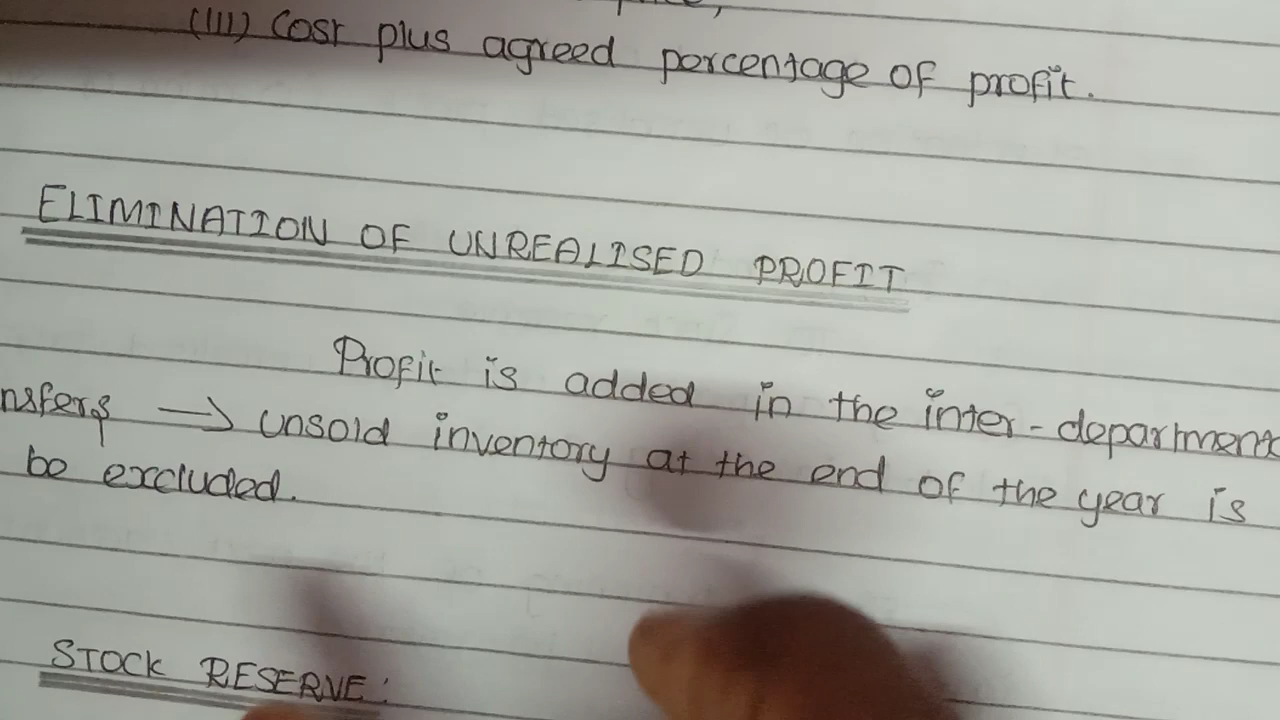 (III) Cost plus agreed percentage of profit.
ELIMINATION OF UNREALISED PROFIT
Profit is added in the inter-department
nsfers → unsold inventory at the end of the year is
be excluded.
STOCK RESERVE: